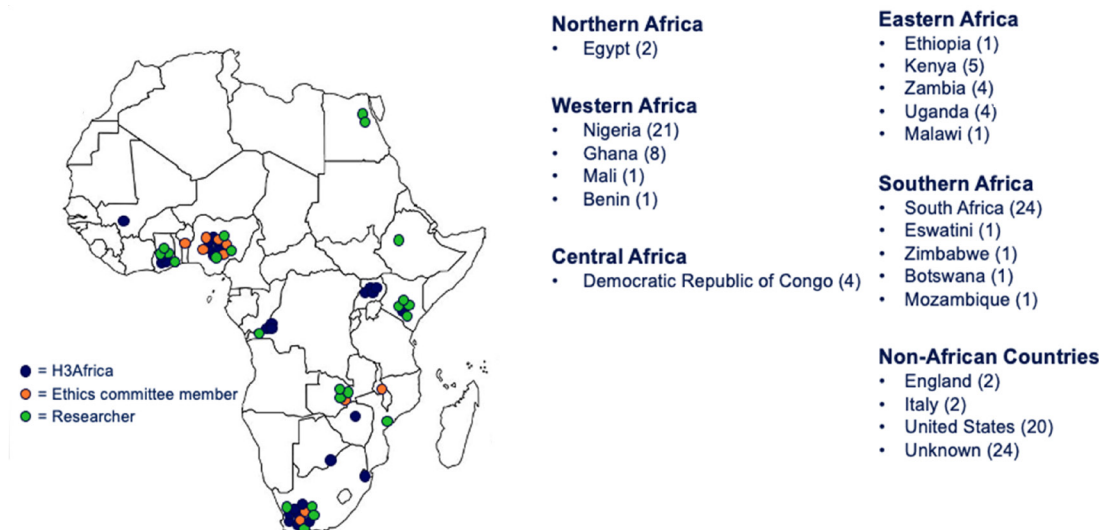 Northern Africa
• Egypt (2)
Western Africa
• Nigeria (21)
• Ghana (8)
• Mali (1)
• Benin (1)
Central Africa
• Democratic Republic of Congo (4)
Eastern Africa
• Ethiopia (1)
• Kenya (5)
• Zambia (4)
• Uganda (4)
• Malawi (1)
Southern Africa
• South Africa (24)
• Eswatini (1)
• Zimbabwe (1)
• Botswana (1)
• Mozambique (1)
Non-African Countries
• England (2)
• Italy (2)
• United States (20)
• Unknown (24)
= H3Africa
= Ethics committee member
= Researcher